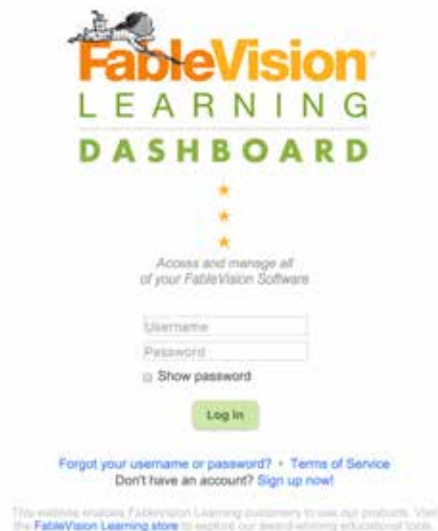 FableVision®
LEARNING
DASHBOARD
Access and manage all
of your FableVision Software
Username
Password
Show password
Log In
Forgot your username or password? • Terms of Service
Don't have an account? Sign up now!
This website enables FableVision Learning customers to use our products. Visit
the FableVision Learning store to explore our award-winning educational tools.